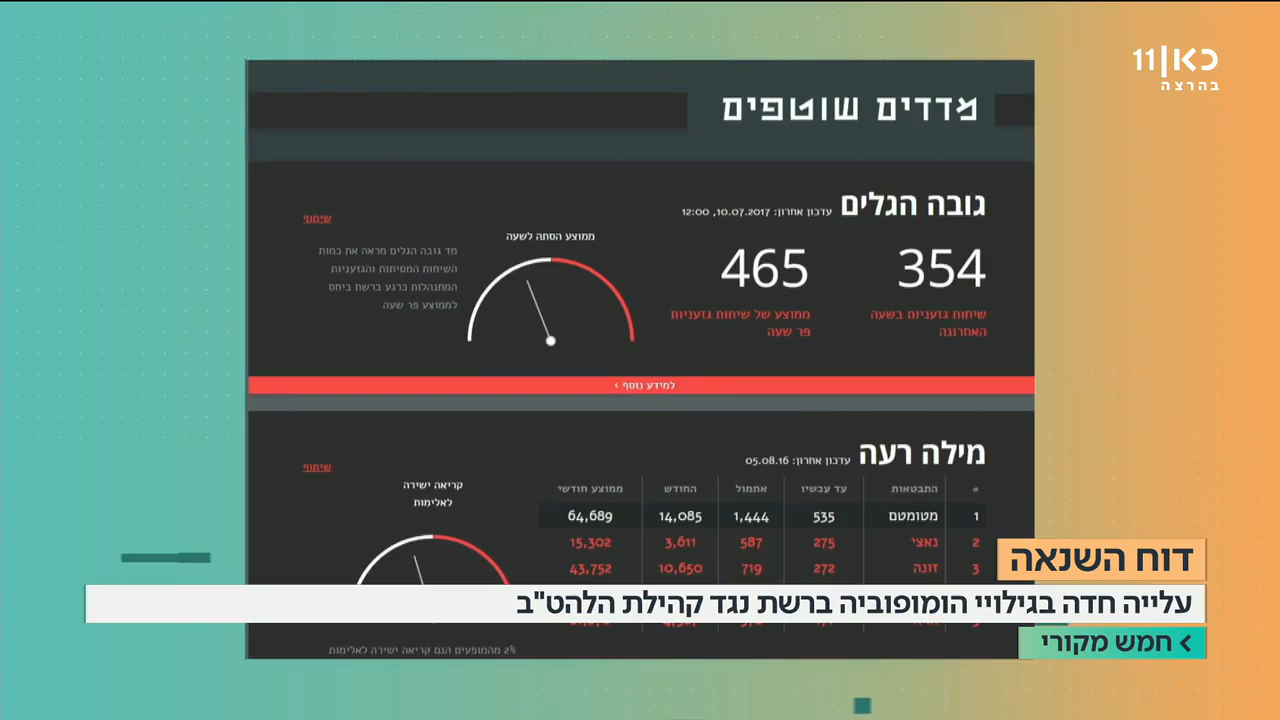 כאן 11
בהרצה
מדדים שוטפים
גובה הגלים עדכון אחרון: 10.07.2017, 12:00
שיתוף
354
שיחות גזעניות בשעה
האחרונה
465
ממוצע של שיחות גזעניות
פר שעה
ממוצע הסתה לשעה
מד גובה הגלים מראה את כמות
השיחות המסיתות והגזעניות
המתנהלות כרגע ברשת ביחס
לממוצע פר שעה
למידע נוסף >
מילה רעה עדכון אחרון: 05.08.16
שיתוף
# התבטאות עד עכשיו אתמול החודש ממוצע חודשי
1 מטומטם 535 1,444 14,085 64,689
2 נאצי 275 587 3,611 15,302
3 זונה 272 719 10,650 43,752
קריאה ישירה
לאלימות
2% מהמופעים הנם קריאה ישירה לאלימות
דוח השנאה
עלייה חדה בגילויי הומופוביה ברשת נגד קהילת הלהט"ב
> חמש מקורי